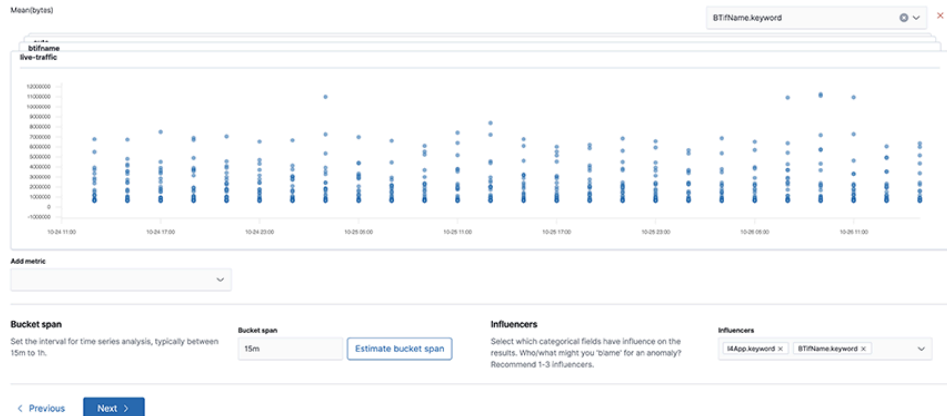 Mean(bytes)
BTifName.keyword
btifname
live-traffic
12000000
11000000
10000000
9000000
8000000
7000000
6000000
5000000
4000000
3000000
2000000
1000000
0
-1000000
10-24 11:00
10-24 17:00
10-24 23:00
10-25 05:00
10-25 11:00
10-25 17:00
10-25 23:00
10-26 05:00
10-26 11:00
Add metric
Bucket span
Set the interval for time series analysis, typically between
15m to 1h.
Bucket span
15m
Estimate bucket span
Influencers
Select which categorical fields have influence on the
results. Who/what might you 'blame' for an anomaly?
Recommend 1-3 influencers.
Influencers
l4App.keyword ×
BTifName.keyword ×
< Previous
Next >